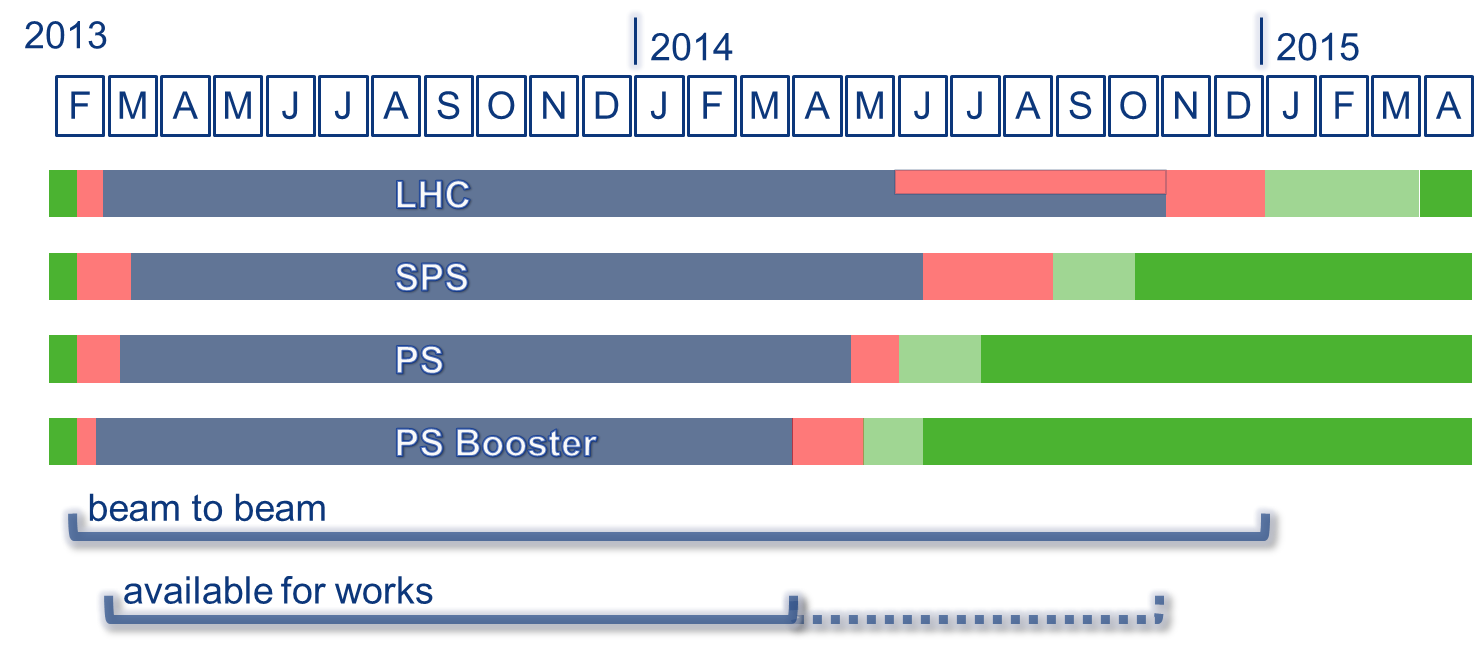 2013
2014
2015
F M A M J J A S O N D J F M A M J J A S O N D J F M A
LHC
SPS
PS
PS Booster
beam to beam
available for works